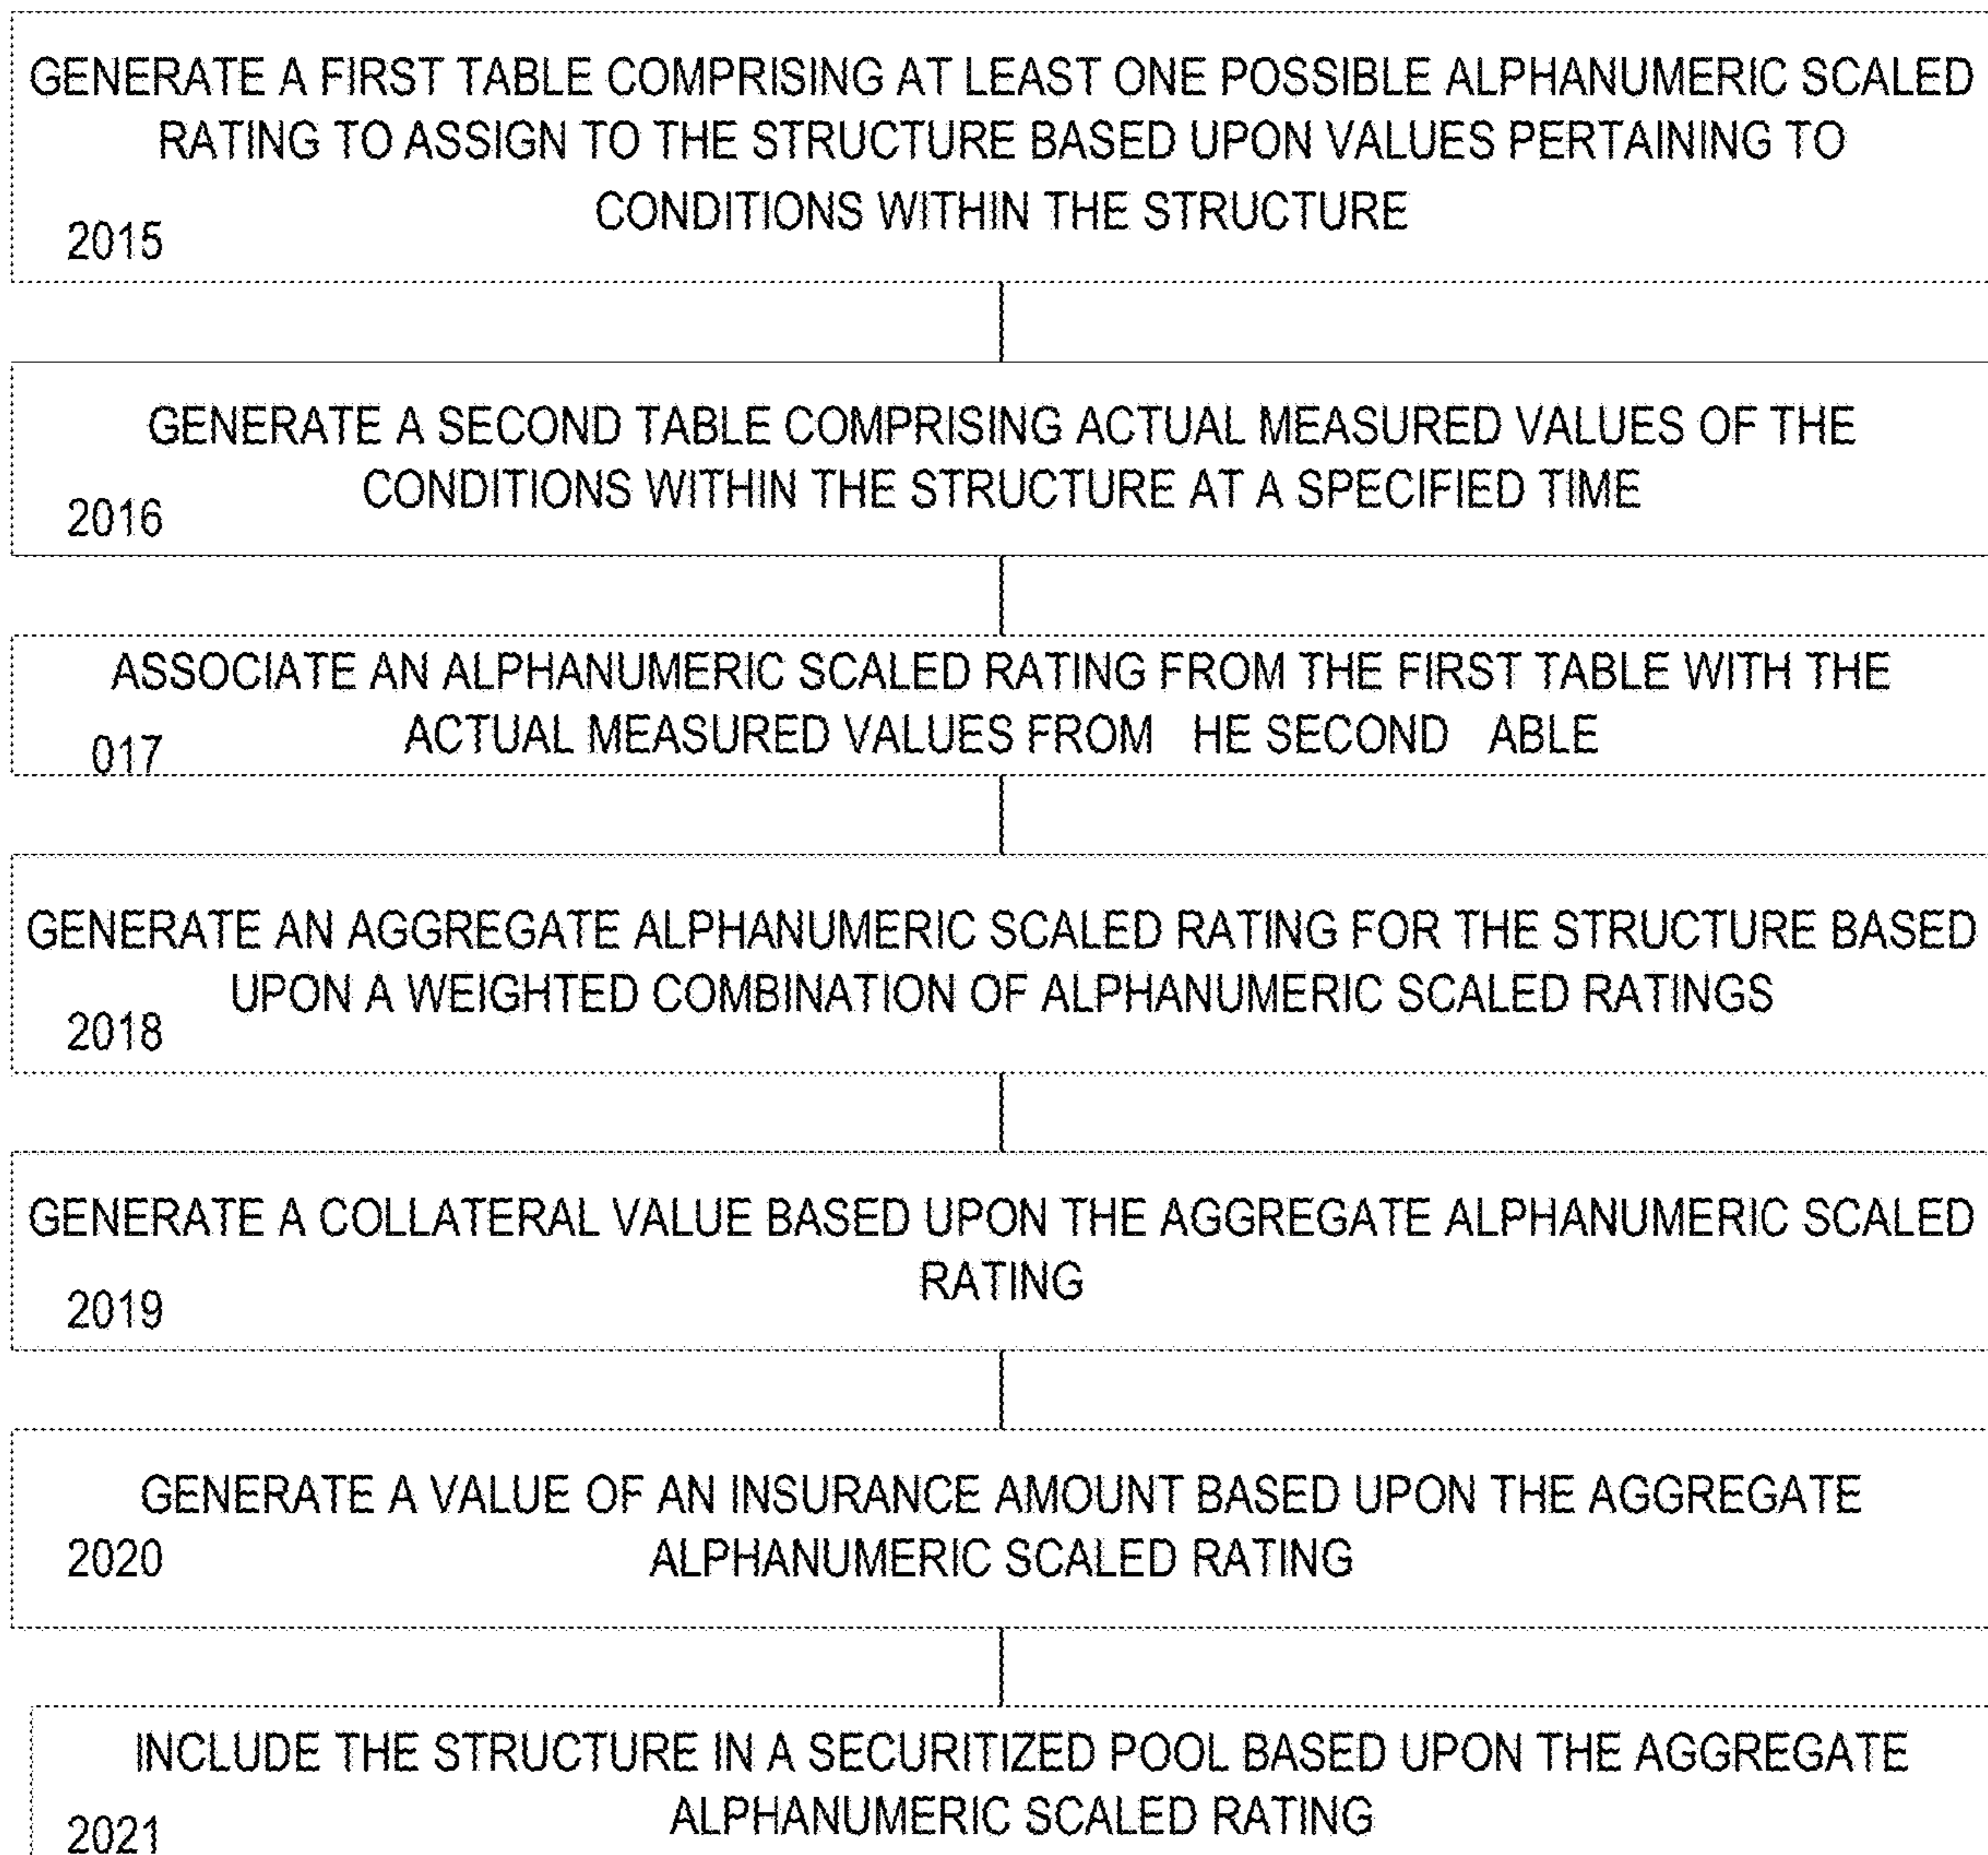 GENERATE A FIRST TABLE COMPRISING AT LEAST ONE POSSIBLE ALPHANUMERIC SCALED
RATING TO ASSIGN TO THE STRUCTURE BASED UPON VALUES PERTAINING TO
CONDITIONS WITHIN THE STRUCTURE
2015
GENERATE A SECOND TABLE COMPRISING ACTUAL MEASURED VALUES OF THE
CONDITIONS WITHIN THE STRUCTURE AT A SPECIFIED TIME
2016
ASSOCIATE AN ALPHANUMERIC SCALED RATING FROM THE FIRST TABLE WITH THE
ACTUAL MEASURED VALUES FROM HE SECOND ABLE
017
GENERATE AN AGGREGATE ALPHANUMERIC SCALED RATING FOR THE STRUCTURE BASED
UPON A WEIGHTED COMBINATION OF ALPHANUMERIC SCALED RATINGS
2018
GENERATE A COLLATERAL VALUE BASED UPON THE AGGREGATE ALPHANUMERIC SCALED
RATING
2019
GENERATE A VALUE OF AN INSURANCE AMOUNT BASED UPON THE AGGREGATE
2020 ALPHANUMERIC SCALED RATING
INCLUDE THE STRUCTURE IN A SECURITIZED POOL BASED UPON THE AGGREGATE
ALPHANUMERIC SCALED RATING
2021